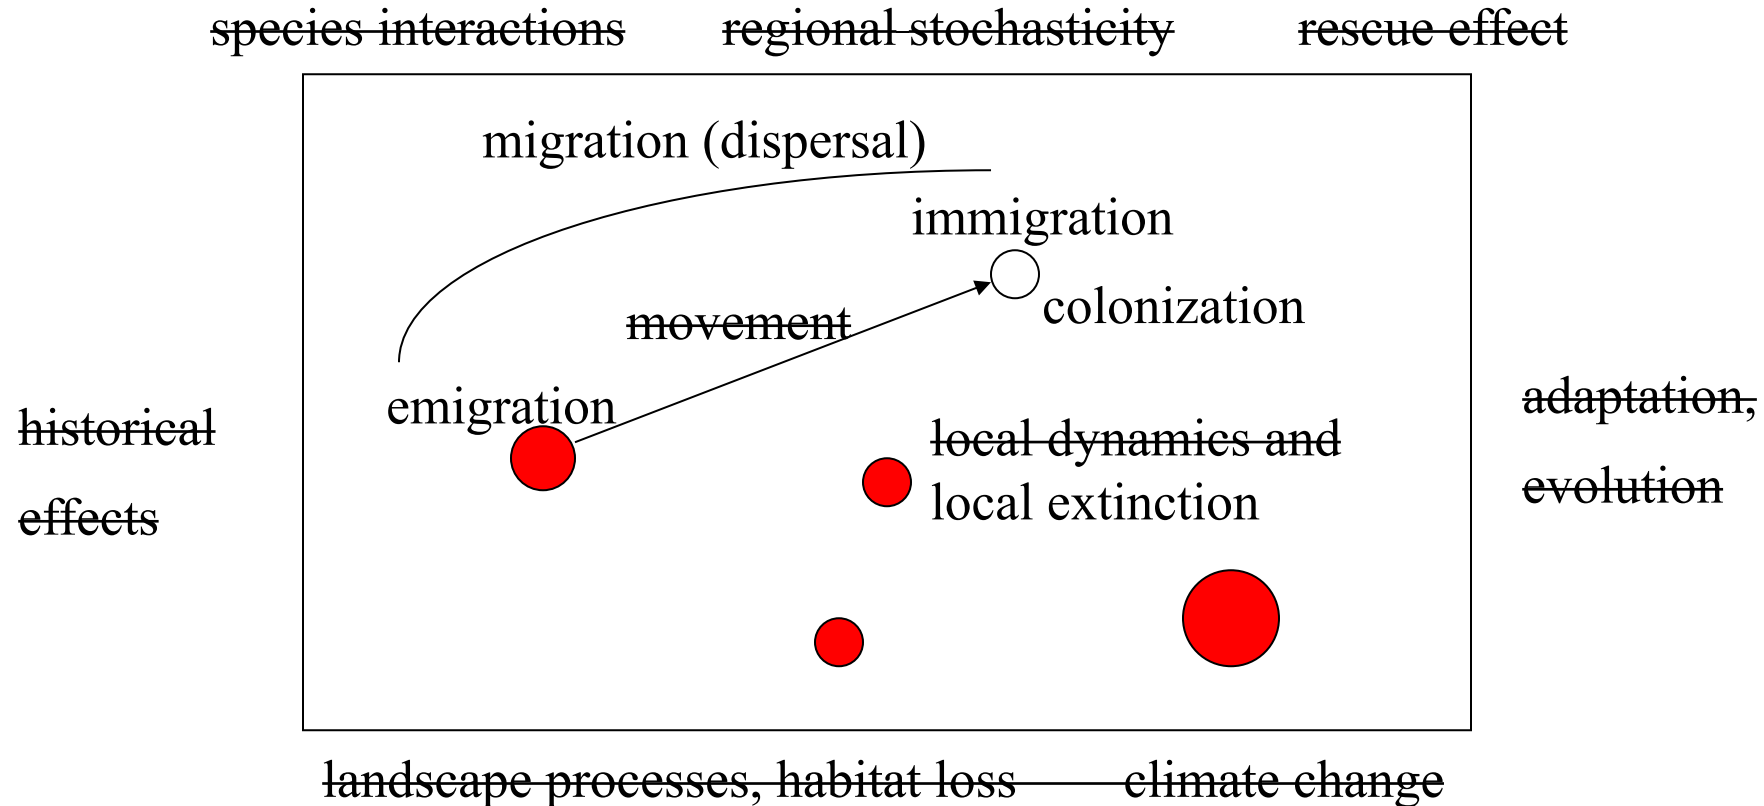 species interactions regional stochasticity rescue effect
migration (dispersal)
immigration
colonization
movement
emigration
local dynamics and
local extinction
historical
effects
adaptation,
evolution
landscape processes, habitat loss climate change